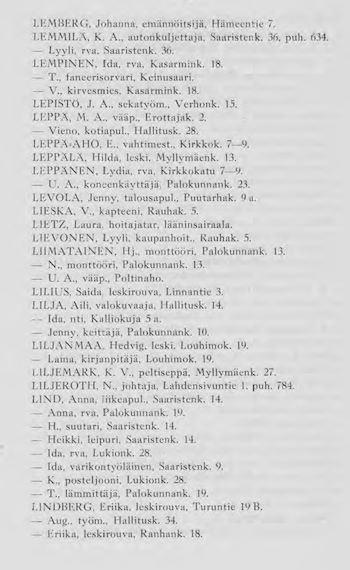 LEMBERG, Johanna, emännöitsijä, Hämeentie 7.
LEMMILÄ, K. A., autonkuljettaja, Saaristenk. 36, puh. 634.
— Lyyli, rva, Saaristenk. 36.
LEMPINEN, Ida, rva, Kasarmink. 18.
— T., faneerisorvari, Keinusaari.
— V., kirvesmies, Kasarmink. 18.
LEPISTÖ, J. A., sekatyöm., Verhonk. 15.
LEPPÄ, M. A., vääp., Erottajak. 2.
— Vieno, kotiapul., Hallitusk. 28.
LEPPÄ-AHO, E., vahtimest., Kirkkok. 7—9.
LEPPÄLÄ, Hilda, leski, Myllymäenk. 13.
LEPPÄNEN, Lydia, rva, Kirkkokatu 7—9.
— U. A., koneenkäyttäjä, Palokunnank. 23.
LEVOLA, Jenny, talousapul., Puutarhak. 9 a.
LIESKA, V., kapteeni, Rauhak. 5.
LIETZ, Laura, hoitajatar, lääninsairaala.
LIEVONEN, Lyyli, kaupanhoit., Rauhak. 5.
LIIMATAINEN, Hj., monttööri, Palokunnank. 13.
— N., monttööri, Palokunnank. 13.
— U. A., vääp., Poltinaho.
LILIUS, Saida, leskirouva, Linnantie 3.
LILJA, Aili, valokuvaaja, Hallitusk. 14.
— Ida, nti, Kalliokuja 5 a.
— Jenny, keittäjä, Palokunnank. 10.
LILJANMAA, Hedvig, leski, Louhimok. 19.
— Laina, kirjanpitäjä, Louhimok. 19.
LILJEMARK, K. V., peltiseppä, Myllymäenk. 27.
LILJEROTH, N., johtaja, Lahdensivuntie 1, puh. 784.
LIND, Anna, liikeapul., Saaristenk. 14.
— Anna, rva, Palokunnank. 19.
— H., suutari, Saaristenk. 14.
— Heikki, leipuri, Saaristenk. 14.
— Ida, rva, Lukionk. 28.
— Ida, varikontyöläinen, Saaristenk. 9.
— K., posteljooni, Lukionk. 28.
— T., lämmittäjä, Palokunnank. 19.
LINDBERG, Eriika, leskirouva, Turuntie 19 B.
— Aug., työm., Hallitusk. 34.
— Eriika, leskirouva, Rauhank. 18.